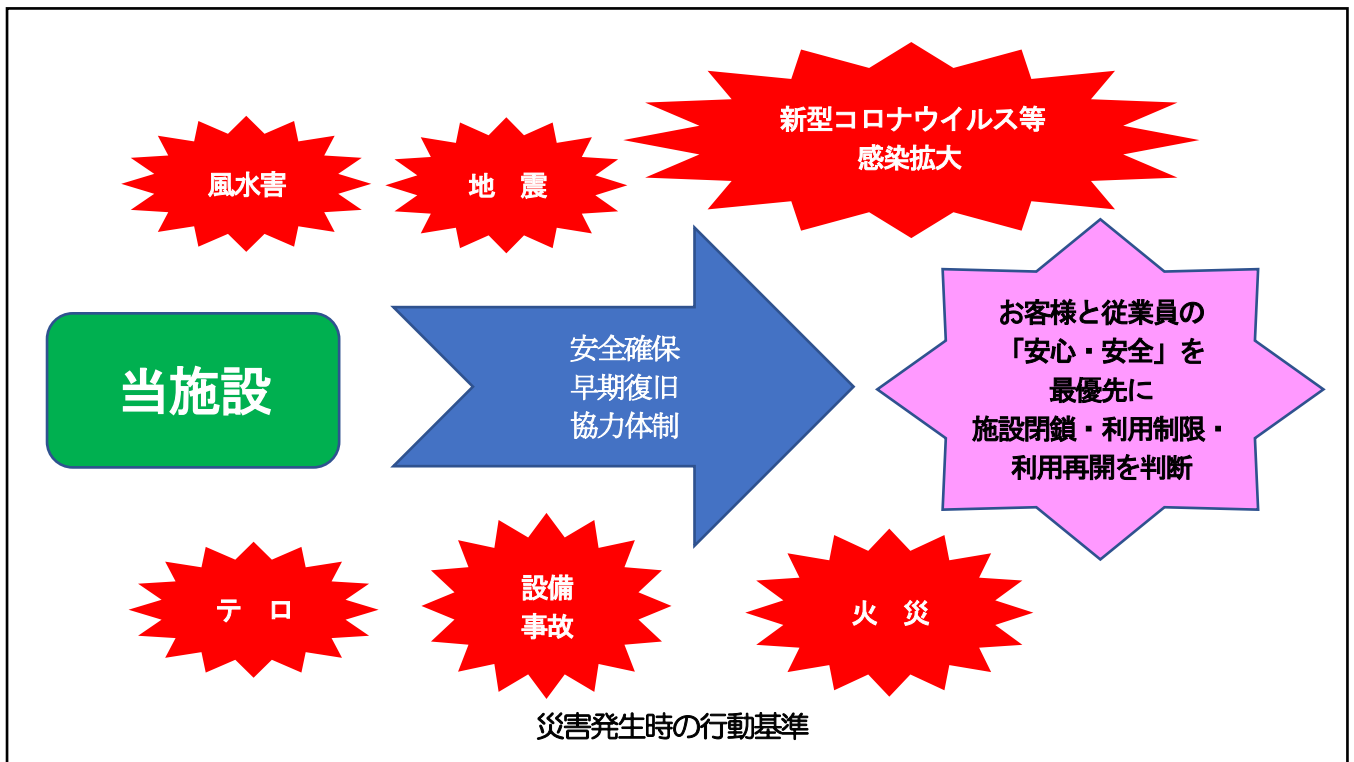 新型コロナウイルス等
感染拡大
風水害
地　震
お客様と従業員の
「安心・安全」を
最優先に
施設閉鎖・利用制限・
利用再開を判断
当施設
安全確保
早期復旧
協力体制
テ　ロ
設備
事故
火　災
災害発生時の行動基準